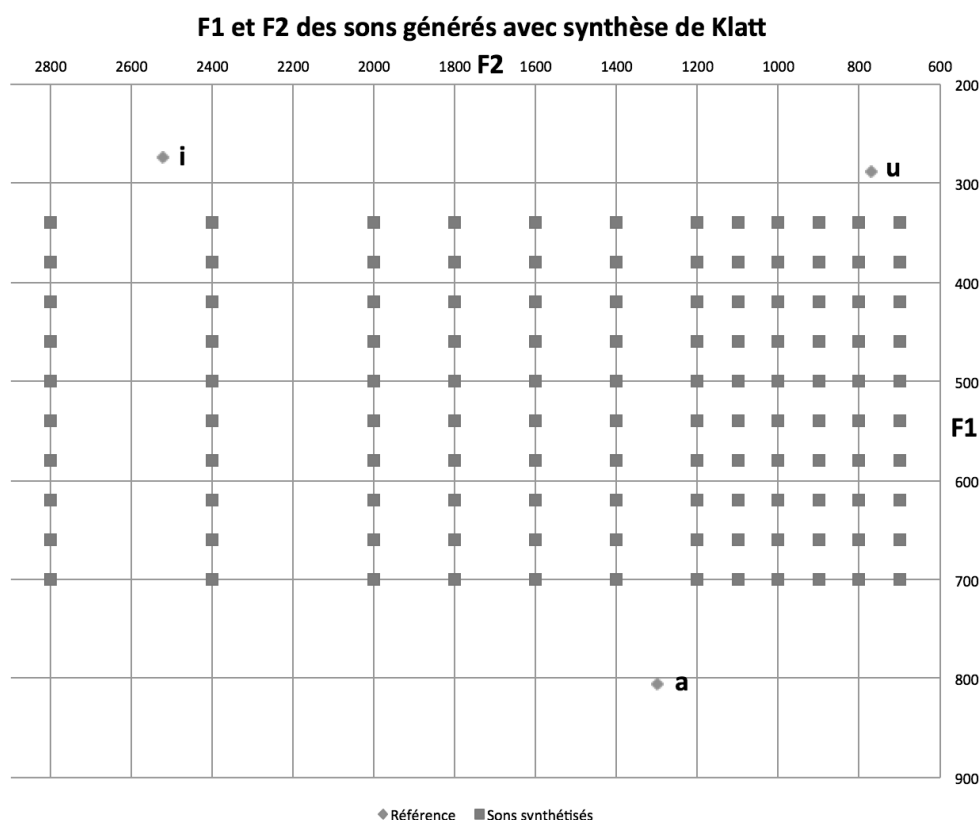 F1 et F2 des sons générés avec synthèse de Klatt
F2
2800 2600 2400 2200 2000 1800 1600 1400 1200 1000 800 600
200
i
u
300
400
500
F1
600
700
a
800
900
Référence Sons synthétisés